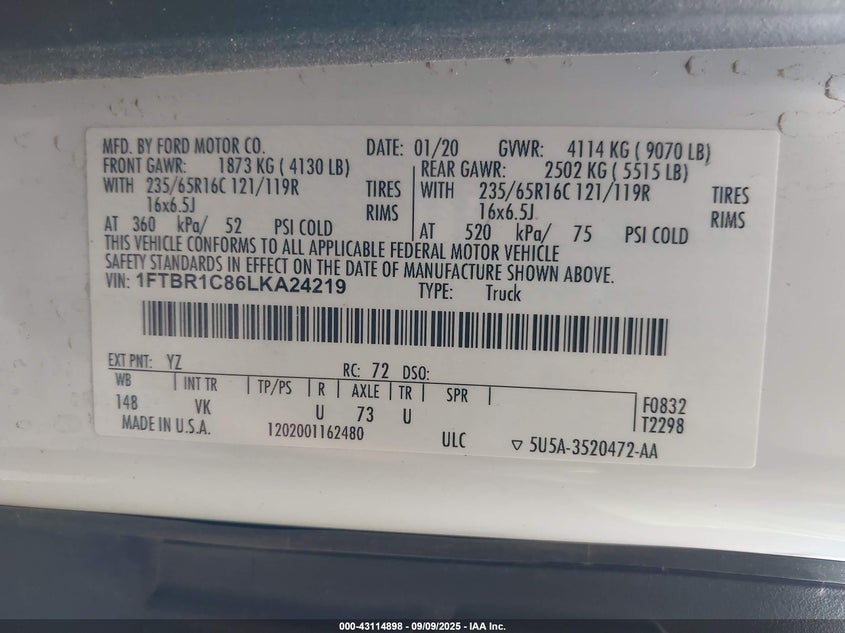 MFD. BY FORD MOTOR CO. DATE: 01/20 GVWR: 4114 KG ( 9070 LB)
FRONT GAWR: 1873 KG ( 4130 LB) REAR GAWR: 2502 KG ( 5515 LB)
WITH 235/65R16C 121/119R TIRES WITH 235/65R16C 121/119R TIRES
16x6.5J RIMS 16x6.5J RIMS
AT 360 kPa/ 52 PSI COLD AT 520 kPa/ 75 PSI COLD
THIS VEHICLE CONFORMS TO ALL APPLICABLE FEDERAL MOTOR VEHICLE
SAFETY STANDARDS IN EFFECT ON THE DATE OF MANUFACTURE SHOWN ABOVE.
VIN: 1FTBR1C86LKA24219 TYPE: Truck
EXT PNT: YZ RC: 72 DSO:
WB INT TR TP/PS R AXLE TR SPR F0832
148 VK U 73 U T2298
MADE IN U.S.A. 1202001162480 ULC ▽ 5U5A-3520472-AA
000-43114898 - 09/09/2025 - IAA Inc.